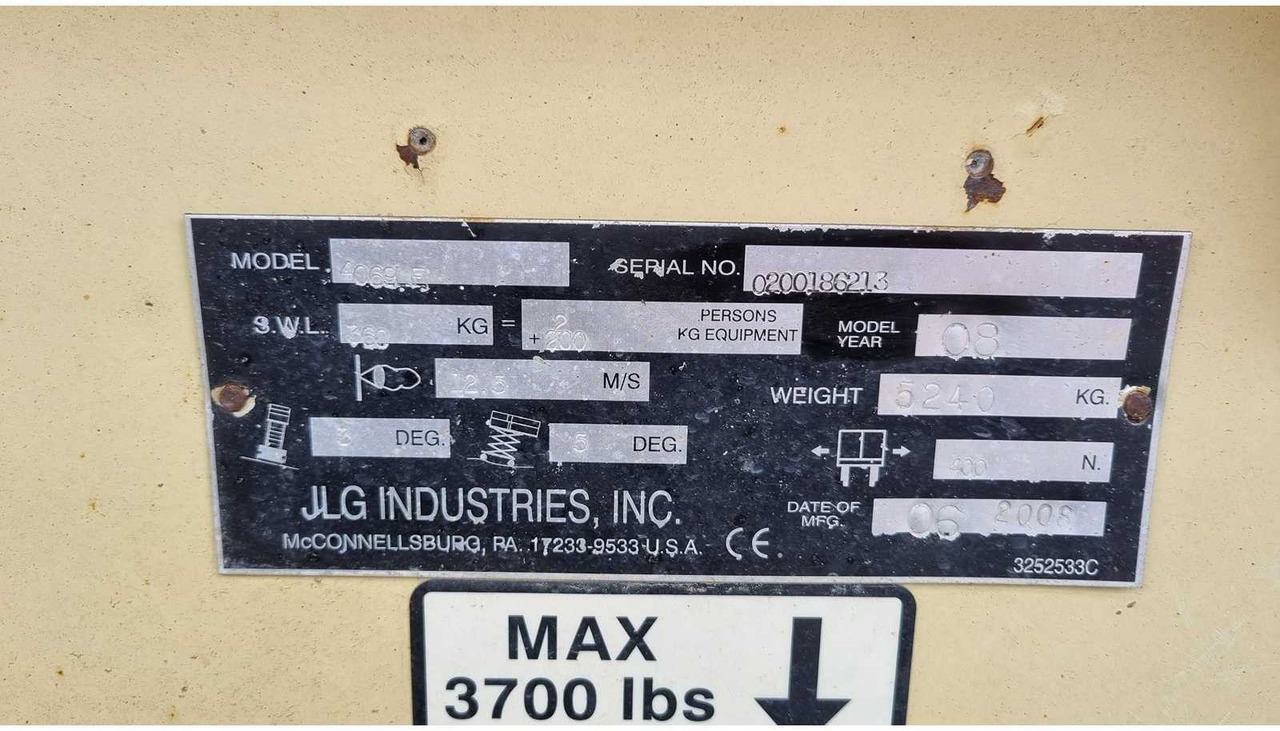 MODEL 4069LE SERIAL NO. 0200186213
S.W.L. 360 KG = 2 PERSONS
+ 200 KG EQUIPMENT
MODEL YEAR 08
12.5 M/S
WEIGHT 5240 KG.
3 DEG. 5 DEG.
400 N.
JLG INDUSTRIES, INC.
DATE OF MFG. 06 2008
McCONNELLSBURG, PA. 17233-9533 U.S.A. CE
3252533C
MAX
3700 lbs